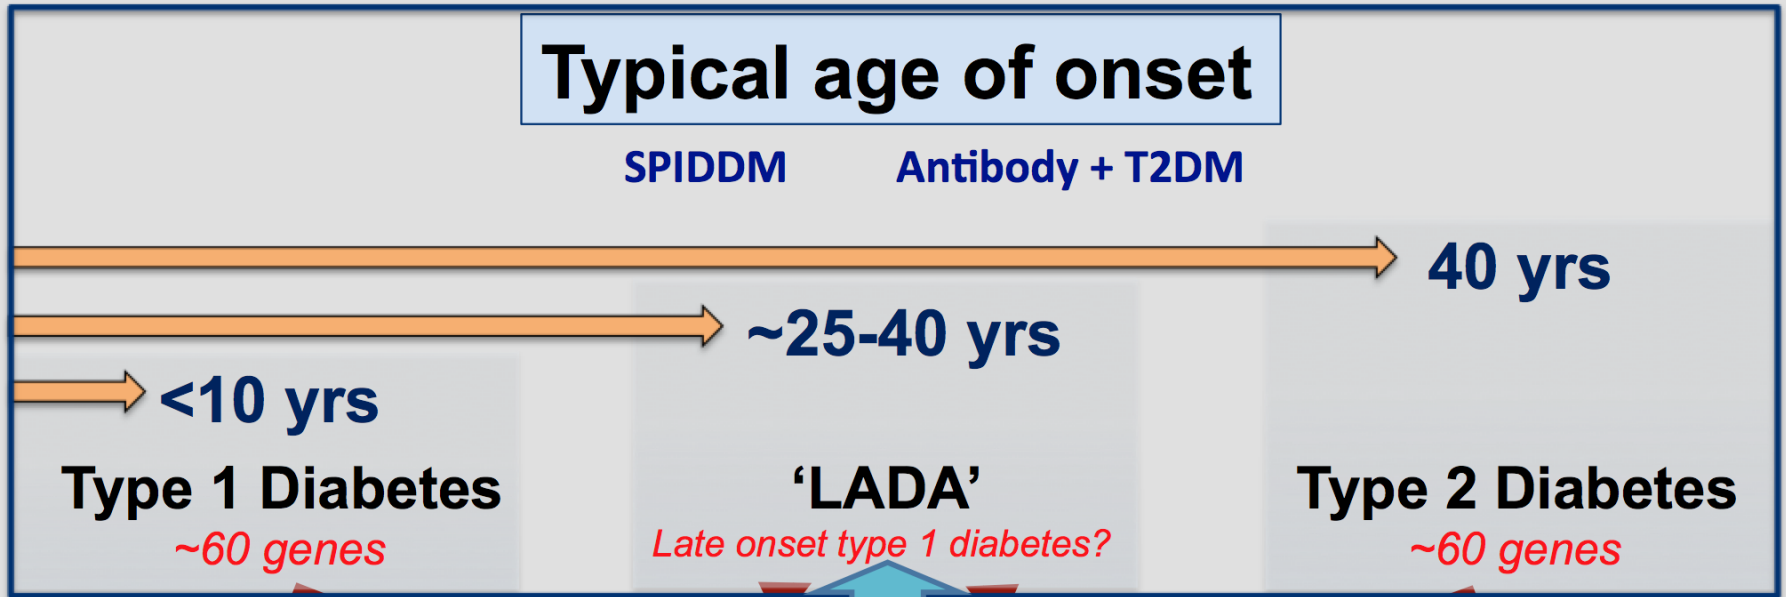 Typical age of onset
SPIDDM Antibody + T2DM
40 yrs
~25-40 yrs
<10 yrs
Type 1 Diabetes ‘LADA’ Type 2 Diabetes
~60 genes Late onset type 1 diabetes? ~60 genes